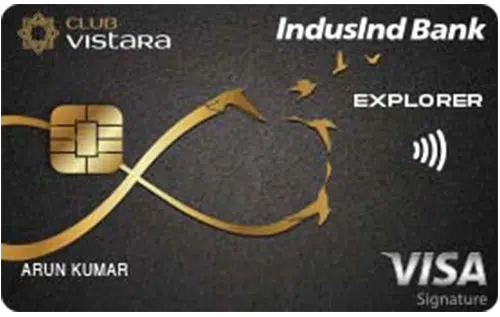 CLUB
VISTARA
IndusInd Bank
EXPLORER
ARUN KUMAR
VISA
Signature